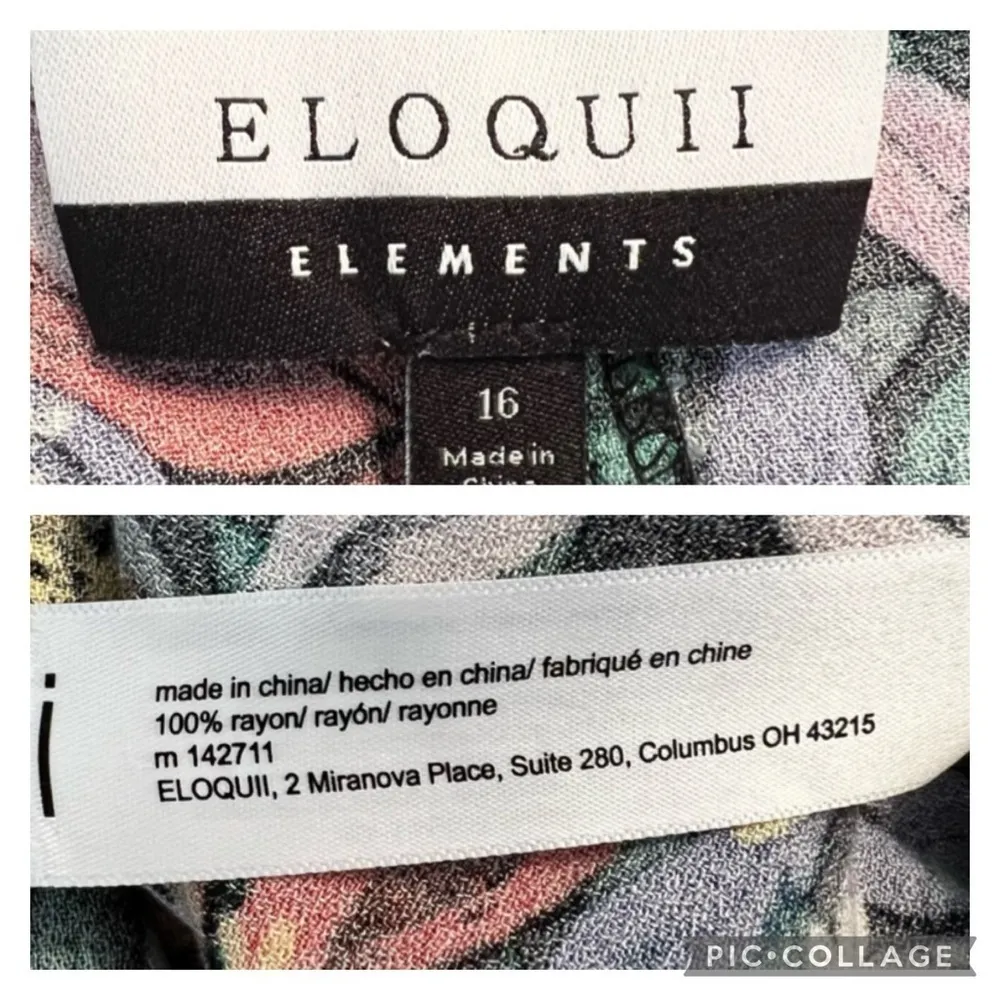 ELOQUII
ELEMENTS
16
Made in
China
i
made in china/ hecho en china/ fabriqué en chine
100% rayon/ rayón/ rayonne
m 142711
ELOQUII, 2 Miranova Place, Suite 280, Columbus OH 43215
PIC•COLLAGE